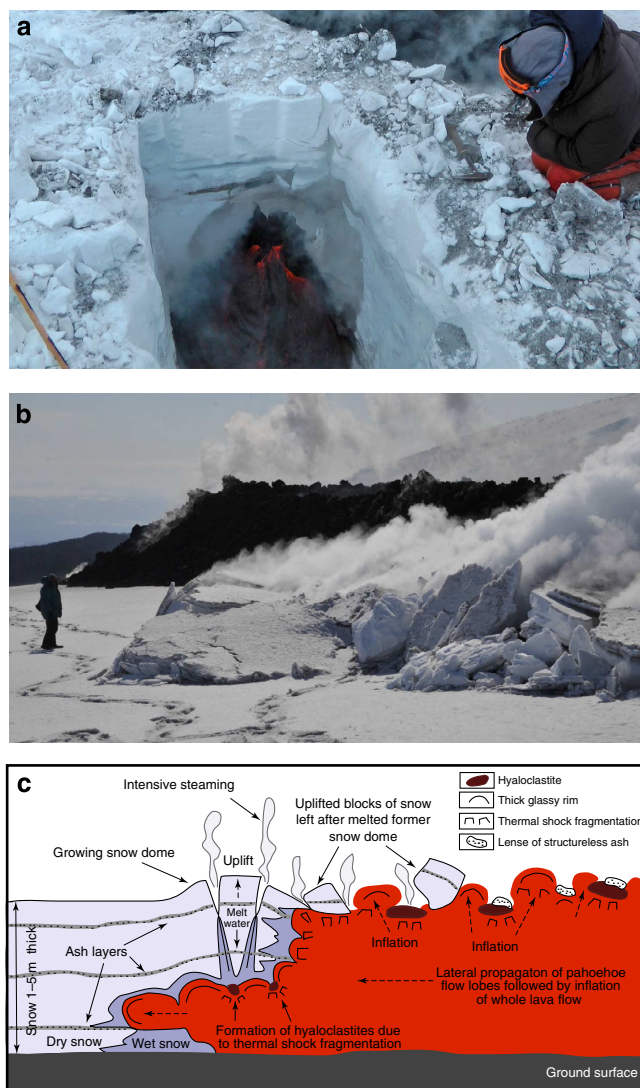 a
b
c
Intensive steaming
Uplifted blocks of snow
left after melted former
snow dome
Hyaloclastite
Thick glassy rim
Thermal shock fragmentation
Lense of structureless ash
Growing snow dome
Uplift
Melt
water
Snow 1–5 m thick
Ash layers
Inflation
Inflation
Lateral propagaton of pahoehoe
flow lobes followed by inflation
of whole lava flow
Formation of hyaloclastites due
to thermal shock fragmentation
Dry snow
Wet snow
Ground surface